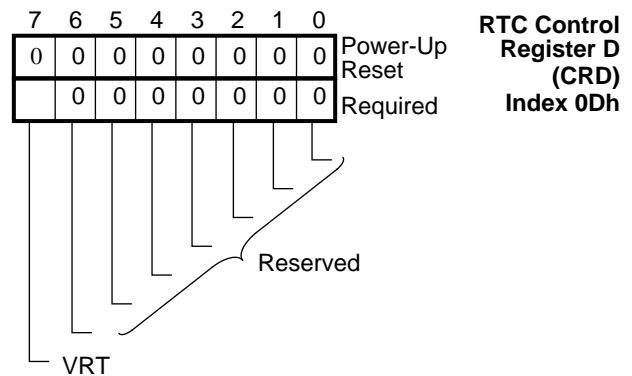 7 6 5 4 3 2 1 0
RTC Control
Register D
(CRD)
Index 0Dh
0 0 0 0 0 0 0 0
Power-Up
Reset
0 0 0 0 0 0 0
Required
Reserved
VRT